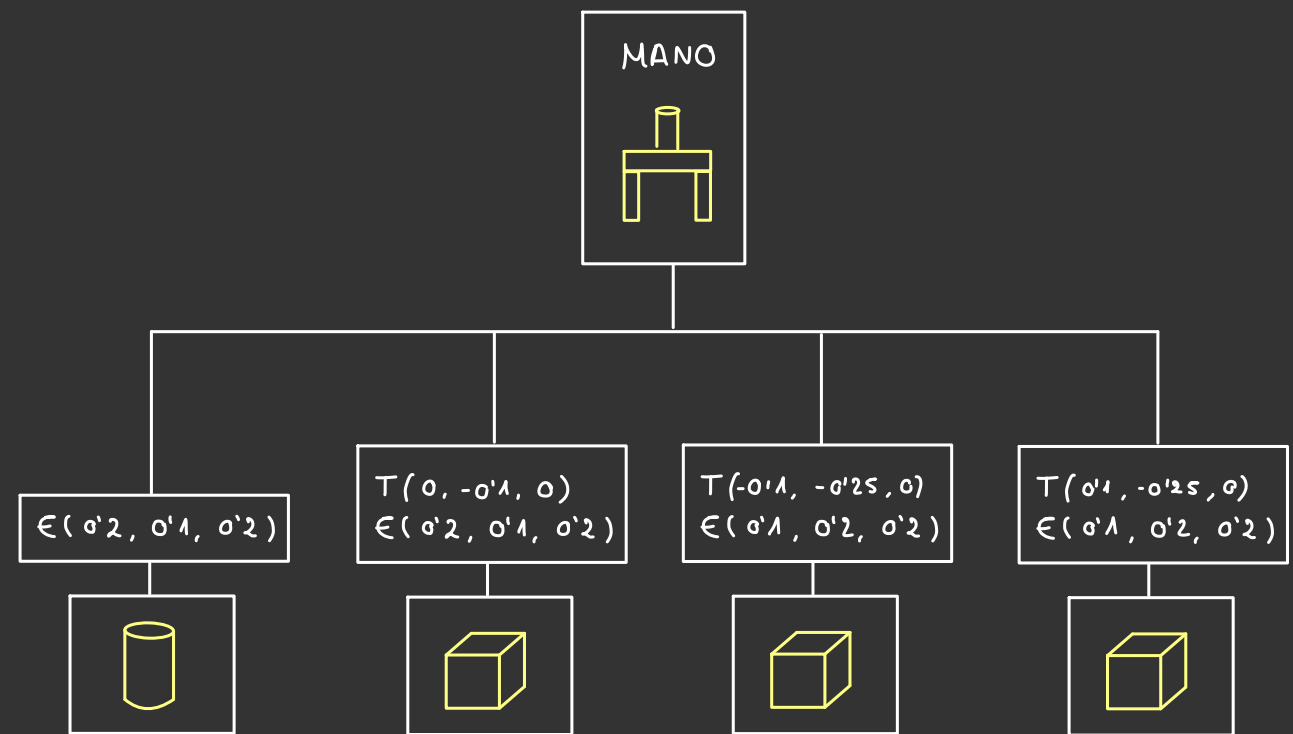 MANO
E(0'2, 0'1, 0'2)
T(0, -0'1, 0)
E(0'2, 0'1, 0'2)
T(-0'1, -0'25, 0)
E(0'1, 0'2, 0'2)
T(0'1, -0'25, 0)
E(0'1, 0'2, 0'2)